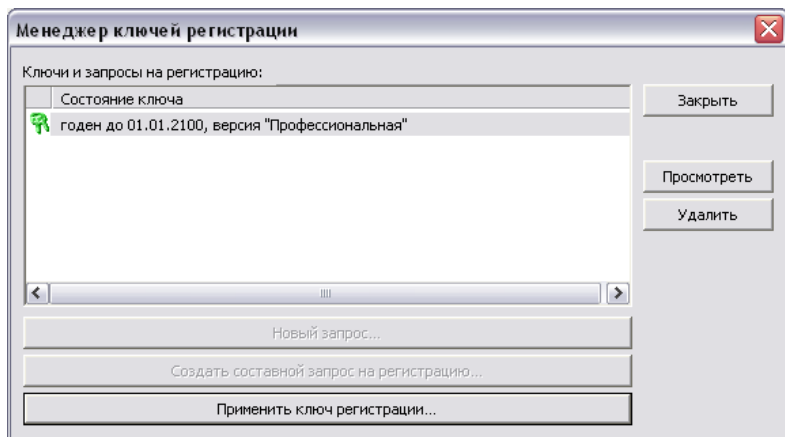 Менеджер ключей регистрации
Ключи и запросы на регистрацию:
Состояние ключа
годен до 01.01.2100, версия "Профессиональная"
Закрыть
Просмотреть
Удалить
Новый запрос...
Создать составной запрос на регистрацию...
Применить ключ регистрации...